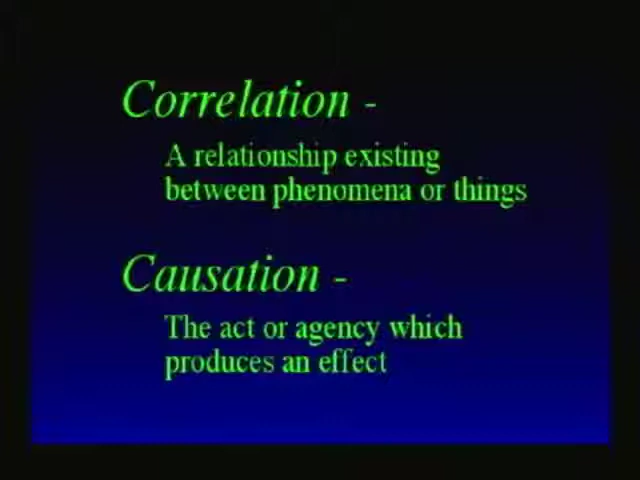 Correlation -
A relationship existing
between phenomena or things
Causation -
The act or agency which
produces an effect